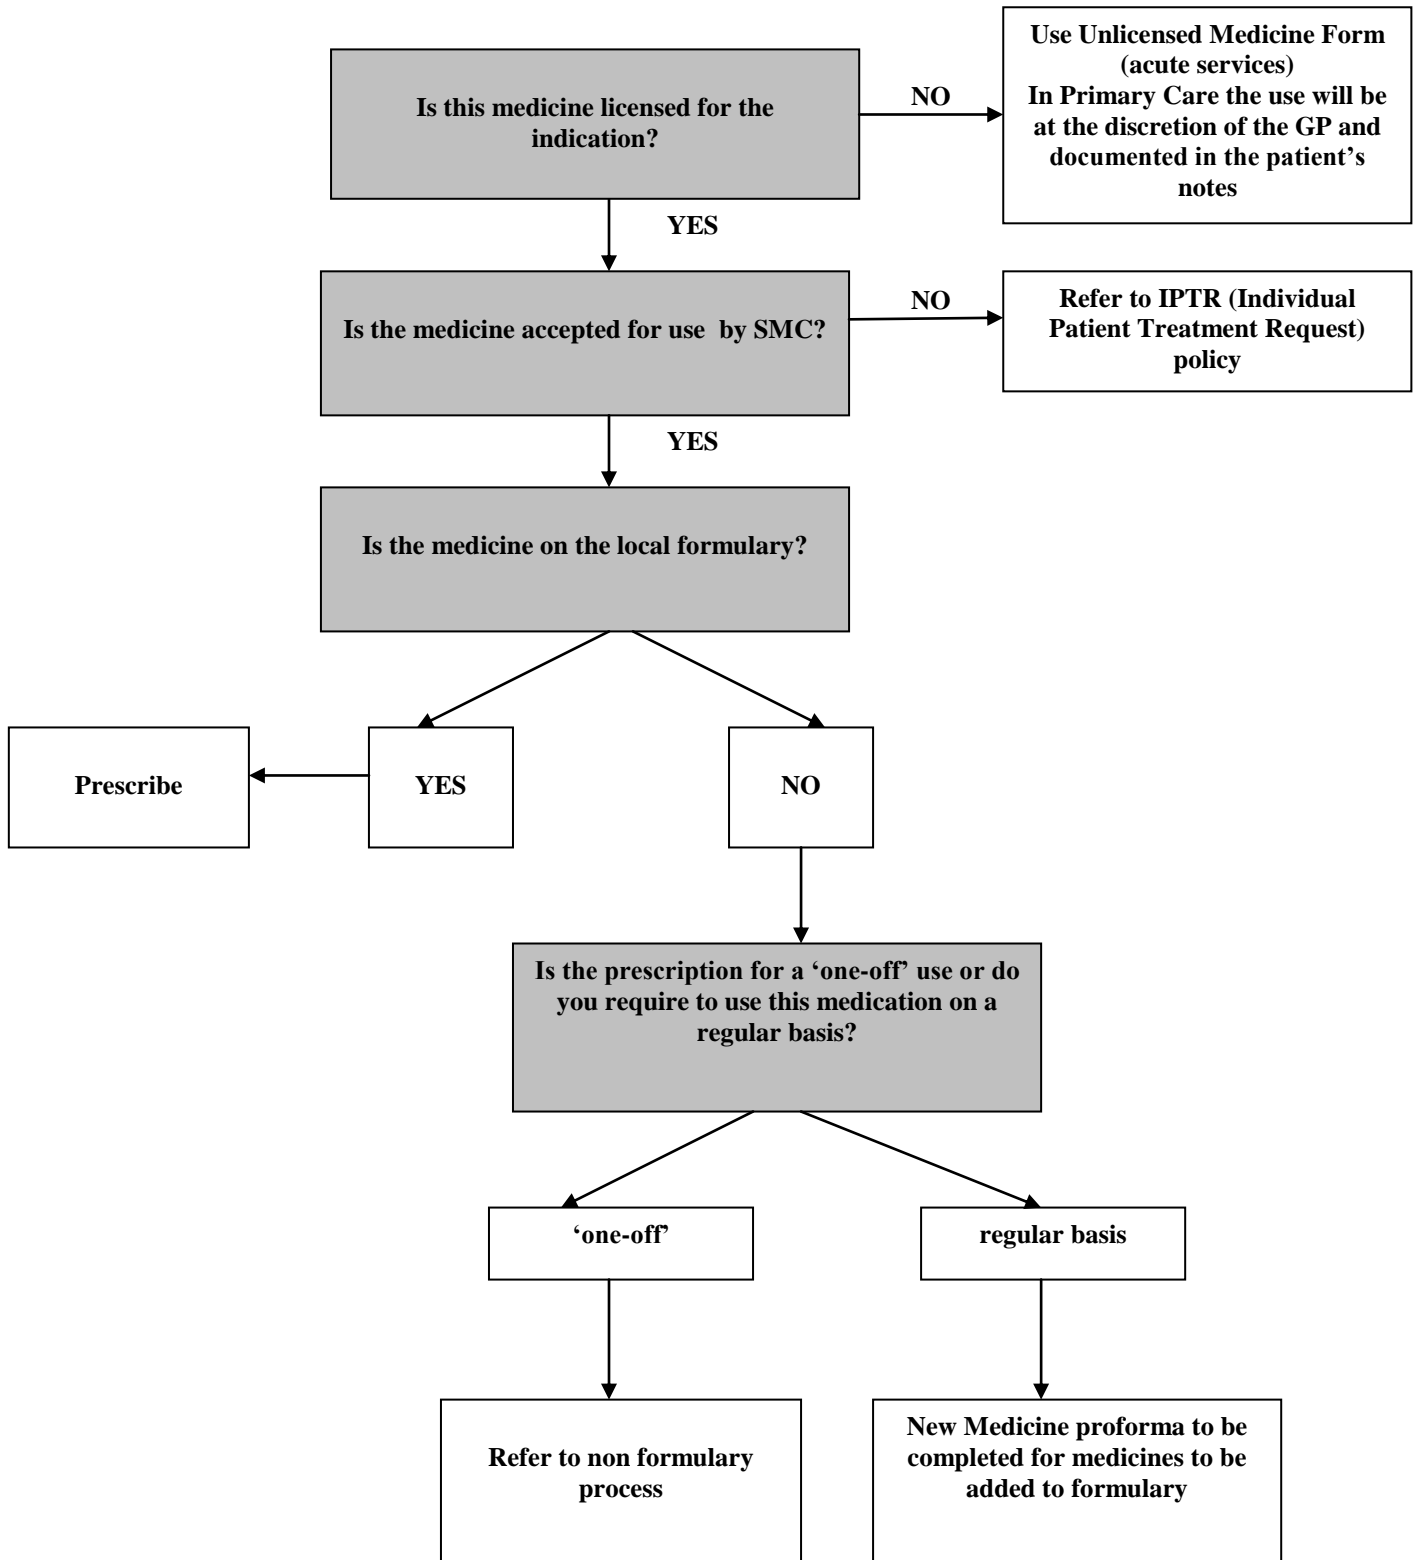 Is this medicine licensed for the
indication?
NO
Use Unlicensed Medicine Form
(acute services)
In Primary Care the use will be
at the discretion of the GP and
documented in the patient’s
notes
YES
Is the medicine accepted for use  by SMC?
NO
Refer to IPTR (Individual
Patient Treatment Request)
policy
YES
Is the medicine on the local formulary?
Prescribe
YES
NO
Is the prescription for a ‘one-off’ use or do
you require to use this medication on a
regular basis?
‘one-off’
regular basis
Refer to non formulary
process
New Medicine proforma to be
completed for medicines to be
added to formulary